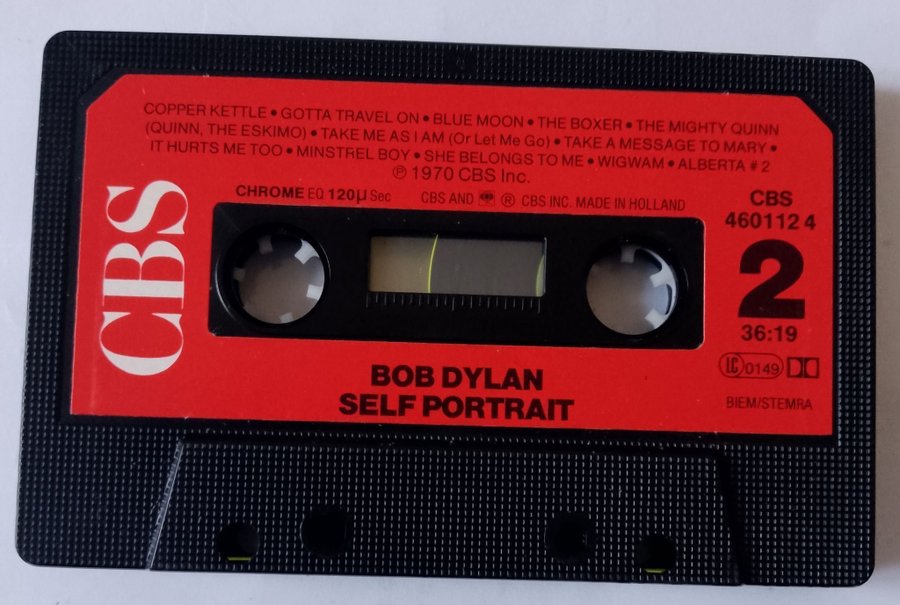 COPPER KETTLE • GOTTA TRAVEL ON • BLUE MOON • THE BOXER • THE MIGHTY QUINN
(QUINN, THE ESKIMO) • TAKE ME AS I AM (Or Let Me Go) • TAKE A MESSAGE TO MARY •
IT HURTS ME TOO • MINSTREL BOY • SHE BELONGS TO ME • WIGWAM • ALBERTA # 2
℗ 1970 CBS Inc.
CHROME EQ 120µ Sec CBS AND ® CBS INC. MADE IN HOLLAND
CBS
CBS
460112 4
2
36:19
LC 0149
BOB DYLAN
SELF PORTRAIT
BIEM/STEMRA